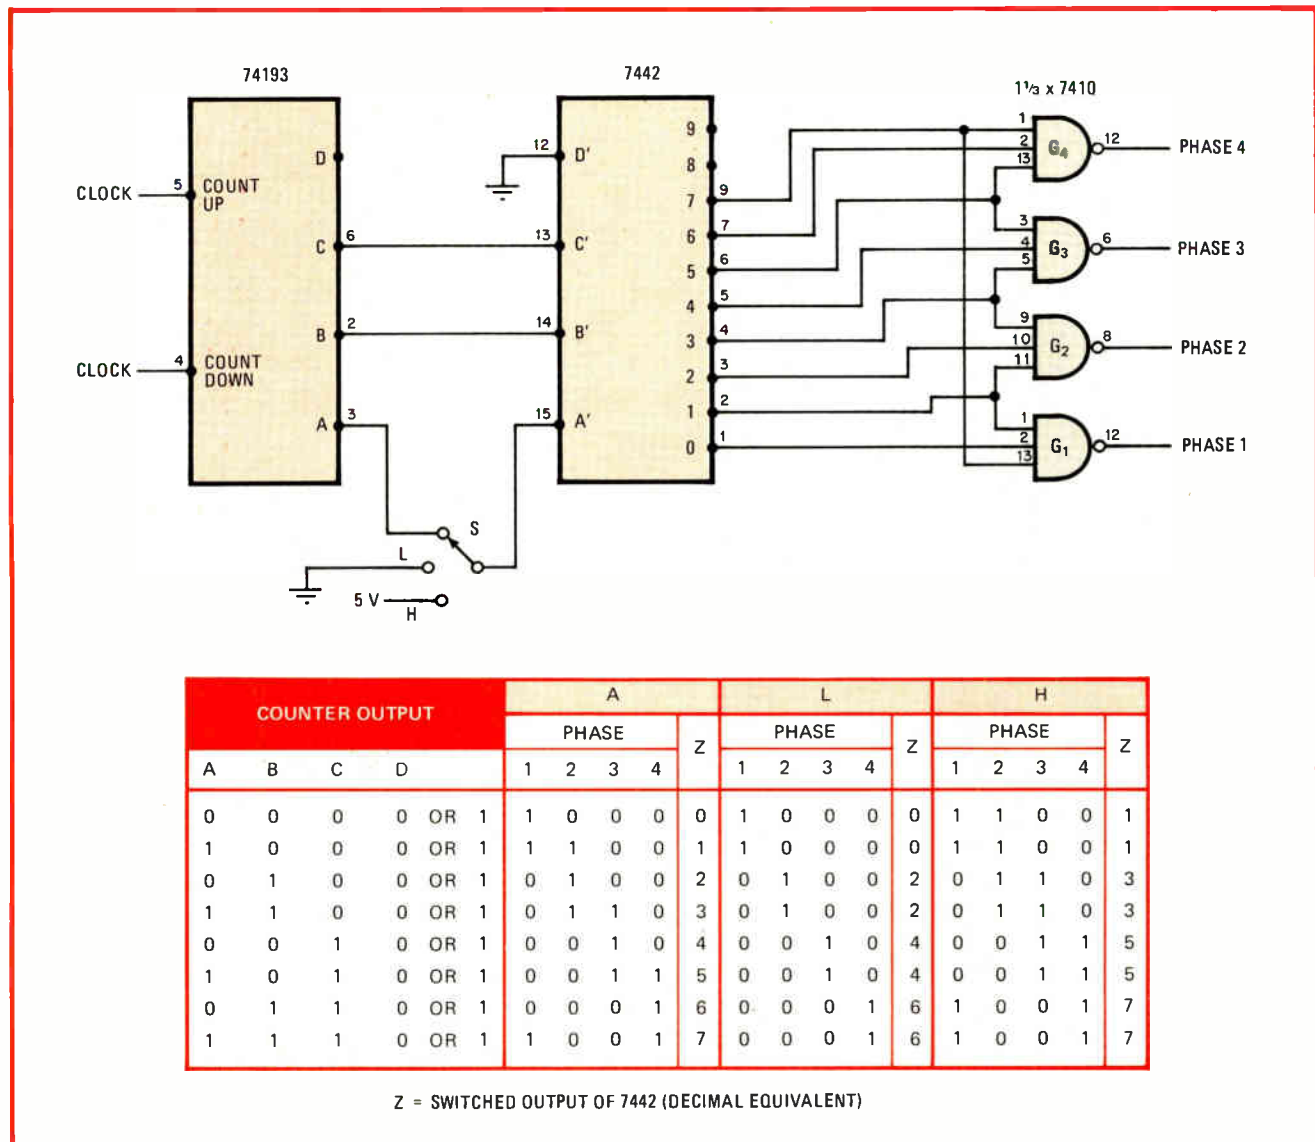 74193
7442
1 1/3 x 7410
CLOCK 5 COUNT UP
CLOCK 4 COUNT DOWN
D
C 6
B 2
A 3
12 D'
13 C'
14 B'
15 A'
9
8
7 9
6 7
5 6
4 5
3 4
2 3
1 2
0 1
1 2 13 G4 12 PHASE 4
3 4 5 G3 6 PHASE 3
9 10 11 G2 8 PHASE 2
1 2 13 G1 12 PHASE 1
S
L
5 V
H
COUNTER OUTPUT A L H
PHASE Z PHASE Z PHASE Z
A B C D 1 2 3 4 1 2 3 4 1 2 3 4
0 0 0 0 OR 1 1 0 0 0 0 1 0 0 0 0 1 1 0 0 1
1 0 0 0 OR 1 1 1 0 0 1 1 0 0 0 0 1 1 0 0 1
0 1 0 0 OR 1 0 1 0 0 2 0 1 0 0 2 0 1 1 0 3
1 1 0 0 OR 1 0 1 1 0 3 0 1 0 0 2 0 1 1 0 3
0 0 1 0 OR 1 0 0 1 0 4 0 0 1 0 4 0 0 1 1 5
1 0 1 0 OR 1 0 0 1 1 5 0 0 1 0 4 0 0 1 1 5
0 1 1 0 OR 1 0 0 0 1 6 0 0 0 1 6 1 0 0 1 7
1 1 1 0 OR 1 1 0 0 1 7 0 0 0 1 6 1 0 0 1 7
Z = SWITCHED OUTPUT OF 7442 (DECIMAL EQUIVALENT)